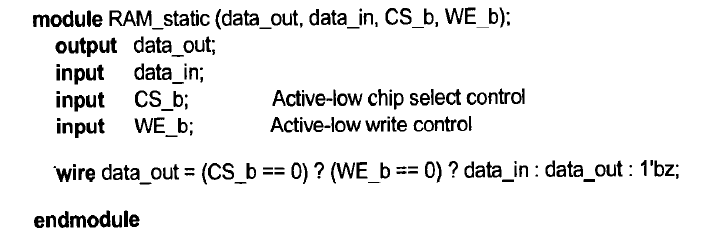 module RAM_static (data_out, data_in, CS_b, WE_b);
output data_out;
input data_in;
input CS_b; Active-low chip select control
input WE_b; Active-low write control
wire data_out = (CS_b == 0) ? (WE_b == 0) ? data_in : data_out : 1'bz;
endmodule